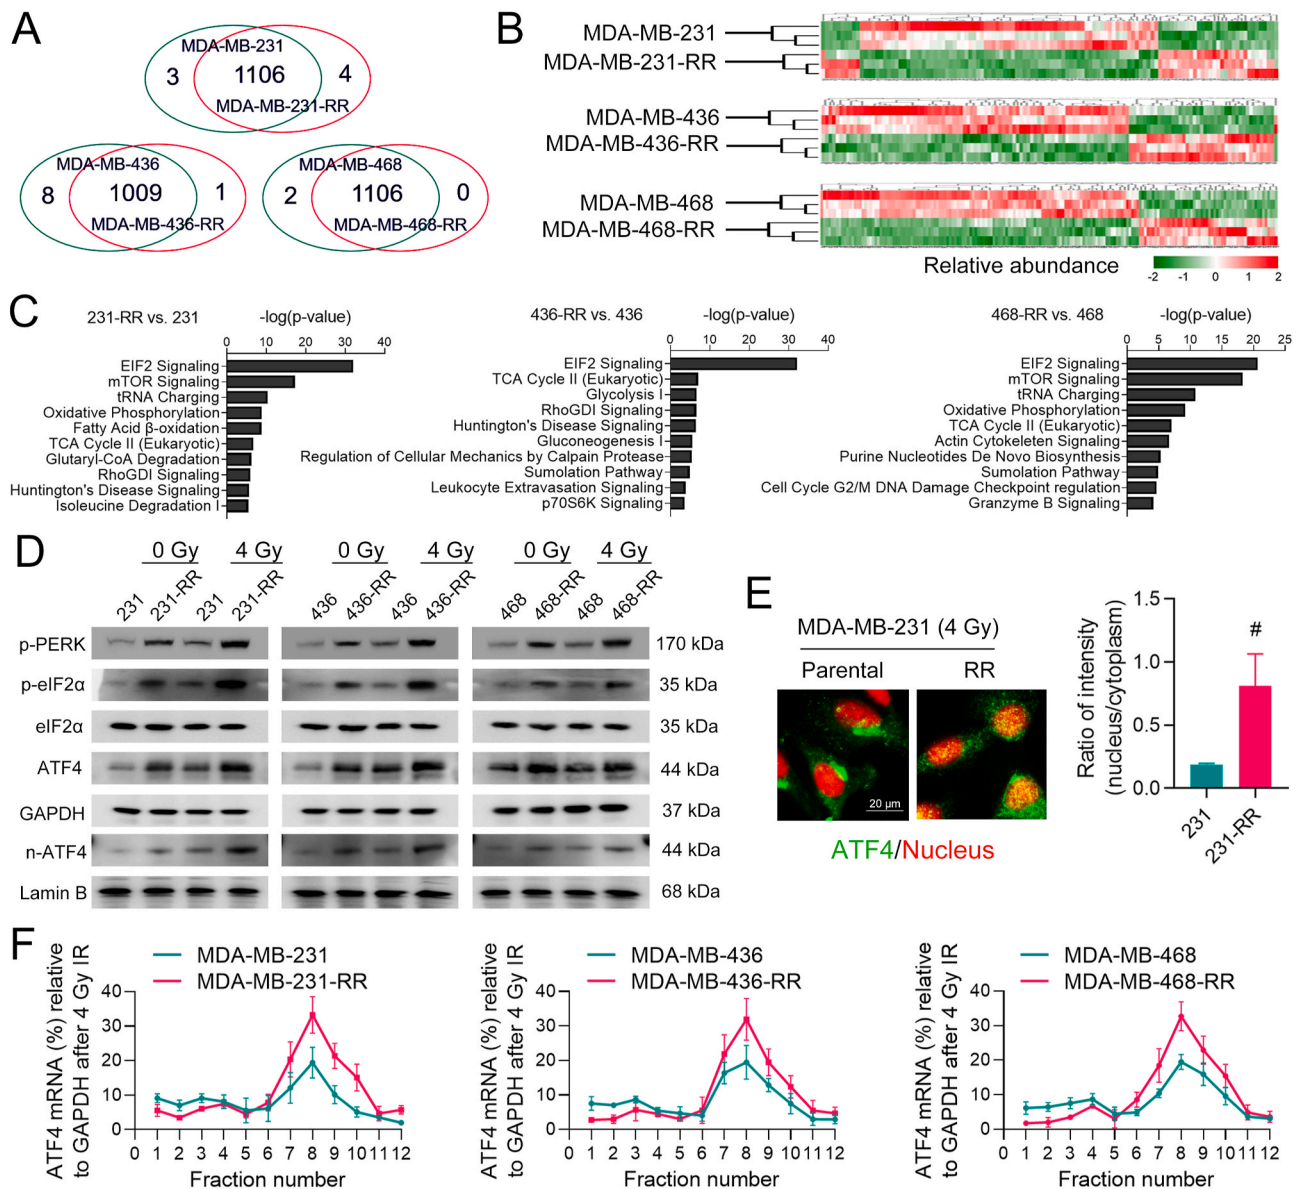 A
MDA-MB-231
3 1106 4
MDA-MB-231-RR
MDA-MB-436
8 1009 1
MDA-MB-436-RR
MDA-MB-468
2 1106 0
MDA-MB-468-RR
B
MDA-MB-231
MDA-MB-231-RR
MDA-MB-436
MDA-MB-436-RR
MDA-MB-468
MDA-MB-468-RR
Relative abundance
-2 -1 0 1 2
C
231-RR vs. 231 -log(p-value)
0 10 20 30 40
EIF2 Signaling
mTOR Signaling
tRNA Charging
Oxidative Phosphorylation
Fatty Acid β-oxidation
TCA Cycle II (Eukaryotic)
Glutaryl-CoA Degradation
RhoGDI Signaling
Huntington's Disease Signaling
Isoleucine Degradation I
436-RR vs. 436 -log(p-value)
0 10 20 30 40
EIF2 Signaling
TCA Cycle II (Eukaryotic)
Glycolysis I
RhoGDI Signaling
Huntington's Disease Signaling
Gluconeogenesis I
Regulation of Cellular Mechanics by Calpain Protease
Sumolation Pathway
Leukocyte Extravasation Signaling
p70S6K Signaling
468-RR vs. 468 -log(p-value)
0 5 10 15 20 25
EIF2 Signaling
mTOR Signaling
tRNA Charging
Oxidative Phosphorylation
TCA Cycle II (Eukaryotic)
Actin Cytokeleten Signaling
Purine Nucleotides De Novo Biosynthesis
Sumolation Pathway
Cell Cycle G2/M DNA Damage Checkpoint regulation
Granzyme B Signaling
D
0 Gy 4 Gy 0 Gy 4 Gy 0 Gy 4 Gy
231 231-RR 231 231-RR 436 436-RR 436 436-RR 468 468-RR 468 468-RR
p-PERK 170 kDa
p-eIF2α 35 kDa
eIF2α 35 kDa
ATF4 44 kDa
GAPDH 37 kDa
n-ATF4 44 kDa
Lamin B 68 kDa
E
MDA-MB-231 (4 Gy)
Parental RR
20 μm
ATF4/Nucleus
Ratio of intensity
(nucleus/cytoplasm)
1.5
1.0
0.5
0.0
#
231
231-RR
F
ATF4 mRNA (%) relative
to GAPDH after 4 Gy IR
MDA-MB-231
MDA-MB-231-RR
40
30
20
10
0
0 1 2 3 4 5 6 7 8 9 10 11 12
Fraction number
ATF4 mRNA (%) relative
to GAPDH after 4 Gy IR
MDA-MB-436
MDA-MB-436-RR
40
30
20
10
0
0 1 2 3 4 5 6 7 8 9 10 11 12
Fraction number
ATF4 mRNA (%) relative
to GAPDH after 4 Gy IR
MDA-MB-468
MDA-MB-468-RR
40
30
20
10
0
0 1 2 3 4 5 6 7 8 9 10 11 12
Fraction number